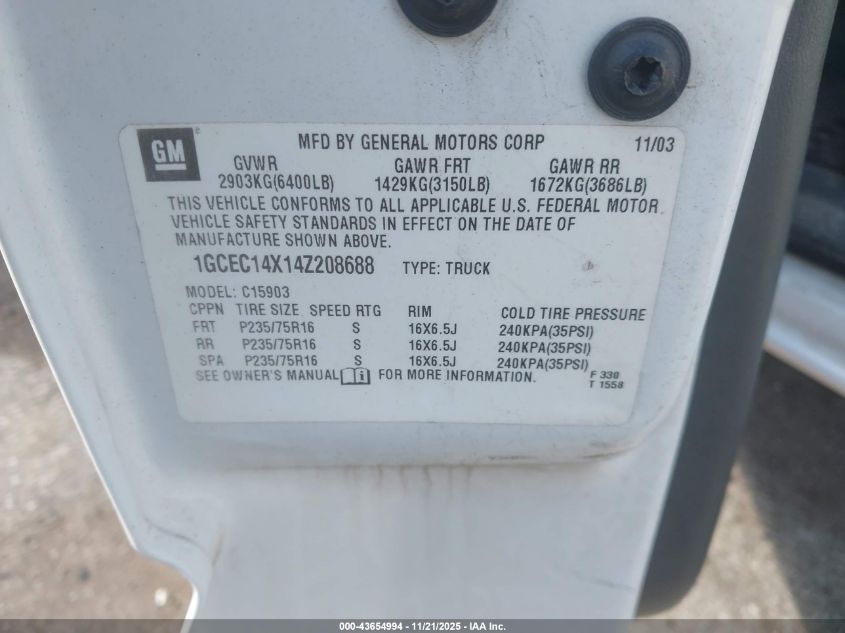 GM
MFD BY GENERAL MOTORS CORP 11/03
GVWR GAWR FRT GAWR RR
2903KG(6400LB) 1429KG(3150LB) 1672KG(3686LB)
THIS VEHICLE CONFORMS TO ALL APPLICABLE U.S. FEDERAL MOTOR
VEHICLE SAFETY STANDARDS IN EFFECT ON THE DATE OF
MANUFACTURE SHOWN ABOVE.
1GCEC14X14Z208688 TYPE: TRUCK
MODEL: C15903
CPPN TIRE SIZE SPEED RTG RIM COLD TIRE PRESSURE
FRT P235/75R16 S 16X6.5J 240KPA(35PSI)
RR P235/75R16 S 16X6.5J 240KPA(35PSI)
SPA P235/75R16 S 16X6.5J 240KPA(35PSI)
SEE OWNER'S MANUAL i FOR MORE INFORMATION. F 330
T 1558
000-43654994 - 11/21/2025 - IAA Inc.